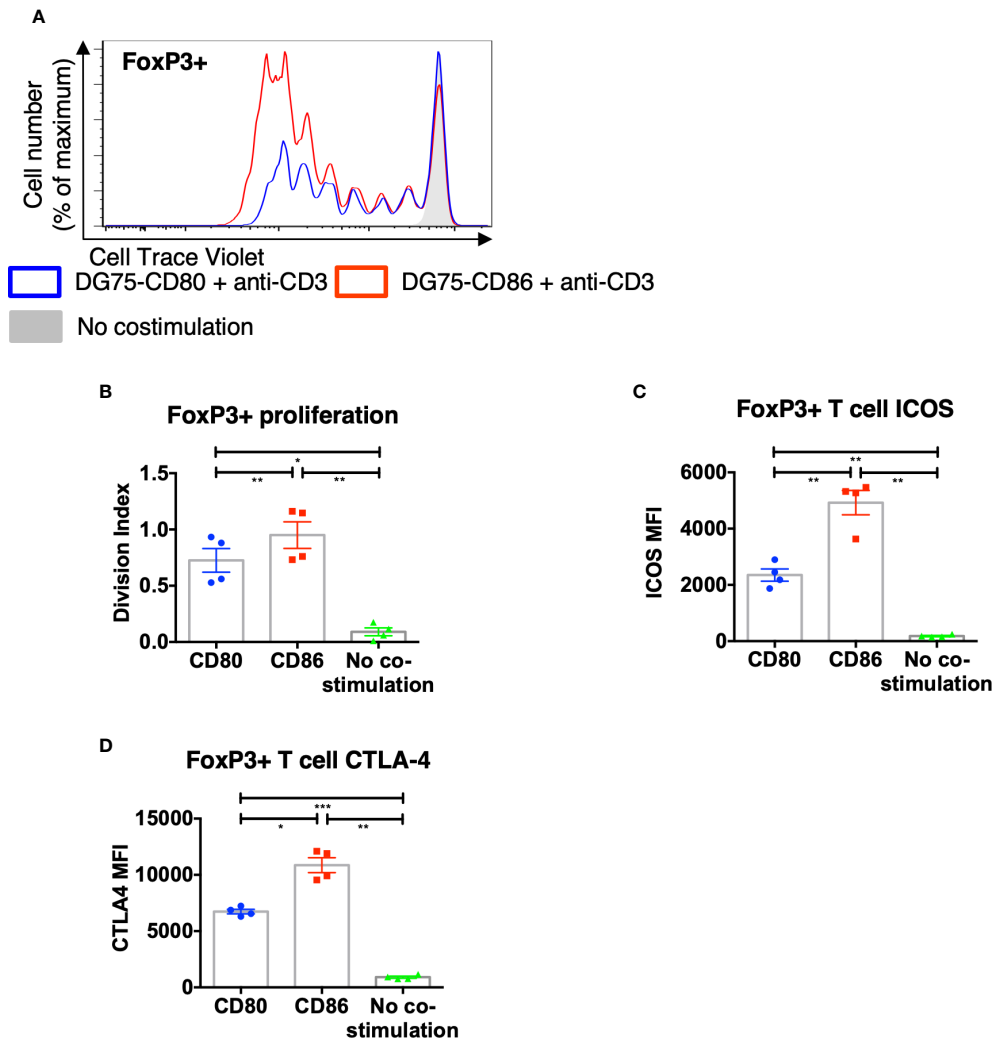 A
FoxP3+
Cell number
(% of maximum)
Cell Trace Violet
DG75-CD80 + anti-CD3
DG75-CD86 + anti-CD3
No costimulation
B
FoxP3+ proliferation
*
**
**
Division Index
1.5
1.0
0.5
0.0
CD80
CD86
No co-
stimulation
C
FoxP3+ T cell ICOS
**
**
**
ICOS MFI
6000
4000
2000
0
CD80
CD86
No co-
stimulation
D
FoxP3+ T cell CTLA-4
***
*
**
CTLA4 MFI
15000
10000
5000
0
CD80
CD86
No co-
stimulation